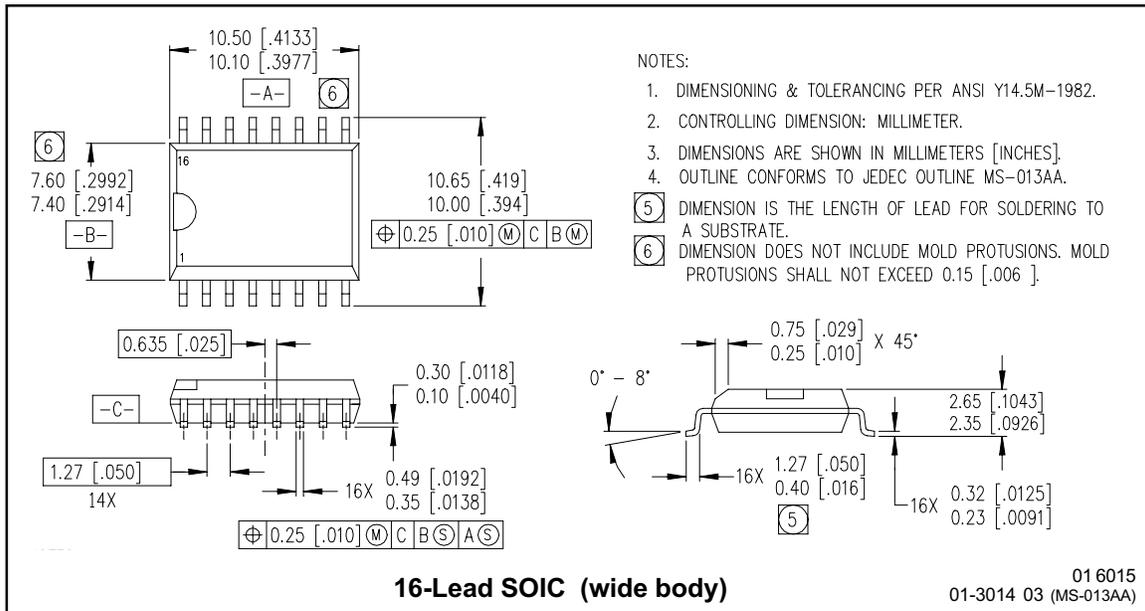 10.50 [.4133]
10.10 [.3977]
-A-
6
6
7.60 [.2992]
7.40 [.2914]
-B-
16
1
10.65 [.419]
10.00 [.394]
⌖ 0.25 [.010] Ⓜ C B Ⓜ
NOTES:
1. DIMENSIONING & TOLERANCING PER ANSI Y14.5M-1982.
2. CONTROLLING DIMENSION: MILLIMETER.
3. DIMENSIONS ARE SHOWN IN MILLIMETERS [INCHES].
4. OUTLINE CONFORMS TO JEDEC OUTLINE MS-013AA.
5 DIMENSION IS THE LENGTH OF LEAD FOR SOLDERING TO
A SUBSTRATE.
6 DIMENSION DOES NOT INCLUDE MOLD PROTUSIONS. MOLD
PROTUSIONS SHALL NOT EXCEED 0.15 [.006 ].
0.635 [.025]
0.30 [.0118]
0.10 [.0040]
-C-
1.27 [.050]
14X
16X 0.49 [.0192]
0.35 [.0138]
⌖ 0.25 [.010] Ⓜ C B Ⓢ A Ⓢ
0.75 [.029]
0.25 [.010] X 45°
0° - 8°
2.65 [.1043]
2.35 [.0926]
16X 1.27 [.050]
0.40 [.016]
5
16X 0.32 [.0125]
0.23 [.0091]
16-Lead SOIC (wide body)
01 6015
01-3014 03 (MS-013AA)